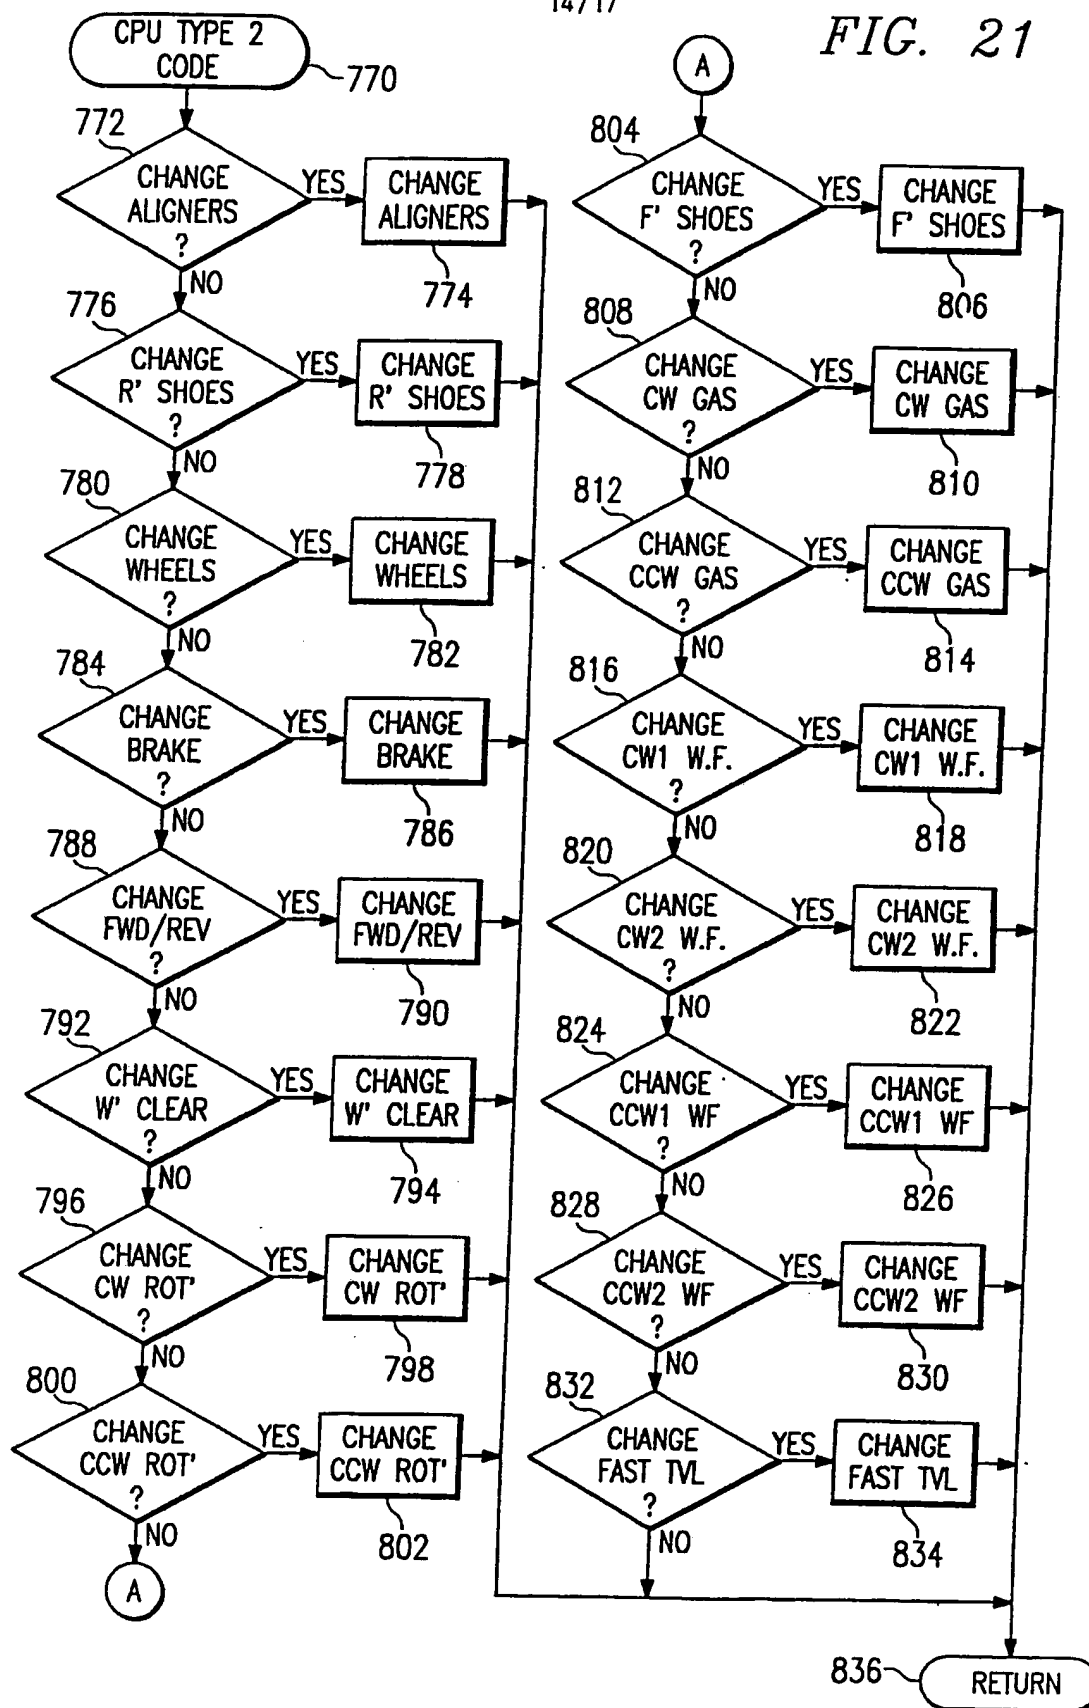 14/17
FIG. 21
CPU TYPE 2
CODE
770
772
CHANGE
ALIGNERS
?
YES
CHANGE
ALIGNERS
774
NO
776
CHANGE
R' SHOES
?
YES
CHANGE
R' SHOES
778
NO
780
CHANGE
WHEELS
?
YES
CHANGE
WHEELS
782
NO
784
CHANGE
BRAKE
?
YES
CHANGE
BRAKE
786
NO
788
CHANGE
FWD/REV
?
YES
CHANGE
FWD/REV
790
NO
792
CHANGE
W' CLEAR
?
YES
CHANGE
W' CLEAR
794
NO
796
CHANGE
CW ROT'
?
YES
CHANGE
CW ROT'
798
NO
800
CHANGE
CCW ROT'
?
YES
CHANGE
CCW ROT'
802
NO
A
A
804
CHANGE
F' SHOES
?
YES
CHANGE
F' SHOES
806
NO
808
CHANGE
CW GAS
?
YES
CHANGE
CW GAS
810
NO
812
CHANGE
CCW GAS
?
YES
CHANGE
CCW GAS
814
NO
816
CHANGE
CW1 W.F.
?
YES
CHANGE
CW1 W.F.
818
NO
820
CHANGE
CW2 W.F.
?
YES
CHANGE
CW2 W.F.
822
NO
824
CHANGE
CCW1 WF
?
YES
CHANGE
CCW1 WF
826
NO
828
CHANGE
CCW2 WF
?
YES
CHANGE
CCW2 WF
830
NO
832
CHANGE
FAST TVL
?
YES
CHANGE
FAST TVL
834
NO
836
RETURN